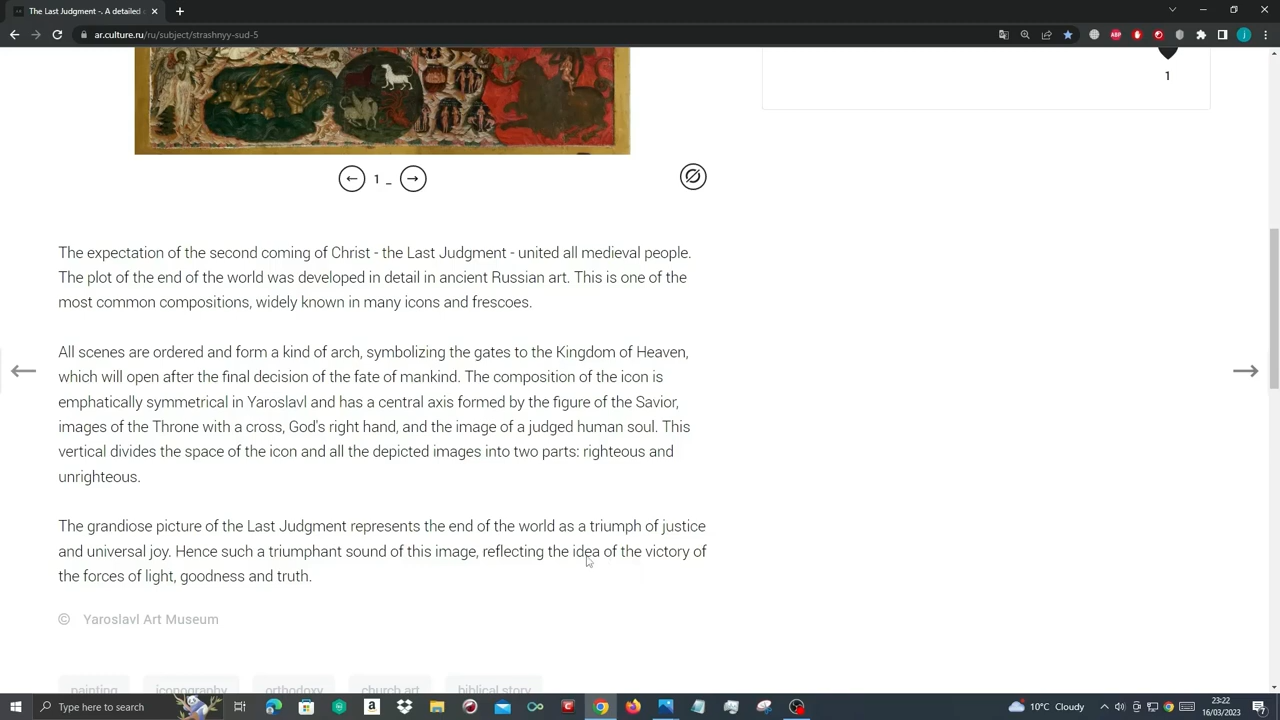 The Last Judgment -. A detailed
ar.culture.ru/ru/subject/strashnyy-sud-5
ABP
j
1
1 _
The expectation of the second coming of Christ - the Last Judgment - united all medieval people.
The plot of the end of the world was developed in detail in ancient Russian art. This is one of the
most common compositions, widely known in many icons and frescoes.
All scenes are ordered and form a kind of arch, symbolizing the gates to the Kingdom of Heaven,
which will open after the final decision of the fate of mankind. The composition of the icon is
emphatically symmetrical in Yaroslavl and has a central axis formed by the figure of the Savior,
images of the Throne with a cross, God's right hand, and the image of a judged human soul. This
vertical divides the space of the icon and all the depicted images into two parts: righteous and
unrighteous.
The grandiose picture of the Last Judgment represents the end of the world as a triumph of justice
and universal joy. Hence such a triumphant sound of this image, reflecting the idea of the victory of
the forces of light, goodness and truth.
© Yaroslavl Art Museum
painting iconography orthodoxy church art biblical story
Type here to search
10°C Cloudy
23:22
16/03/2023